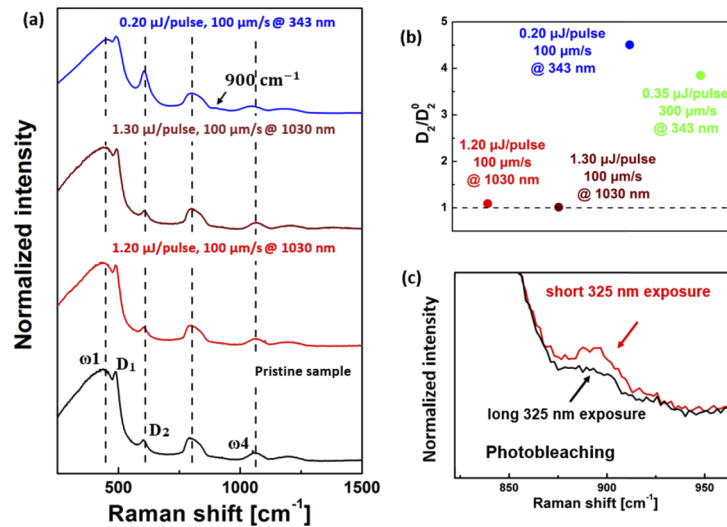 (a)
0.20 μJ/pulse, 100 μm/s @ 343 nm
900 cm⁻¹
1.30 μJ/pulse, 100 μm/s @ 1030 nm
1.20 μJ/pulse, 100 μm/s @ 1030 nm
Pristine sample
ω1
D₁
D₂
ω4
Normalized intensity
500
1000
1500
Raman shift [cm⁻¹]
(b)
0.20 μJ/pulse
100 μm/s
@ 343 nm
0.35 μJ/pulse
300 μm/s
@ 343 nm
1.20 μJ/pulse
100 μm/s
@ 1030 nm
1.30 μJ/pulse
100 μm/s
@ 1030 nm
D₂/D₂⁰
5
4
3
2
1
(c)
short 325 nm exposure
long 325 nm exposure
Photobleaching
Normalized intensity
850
900
950
Raman shift [cm⁻¹]